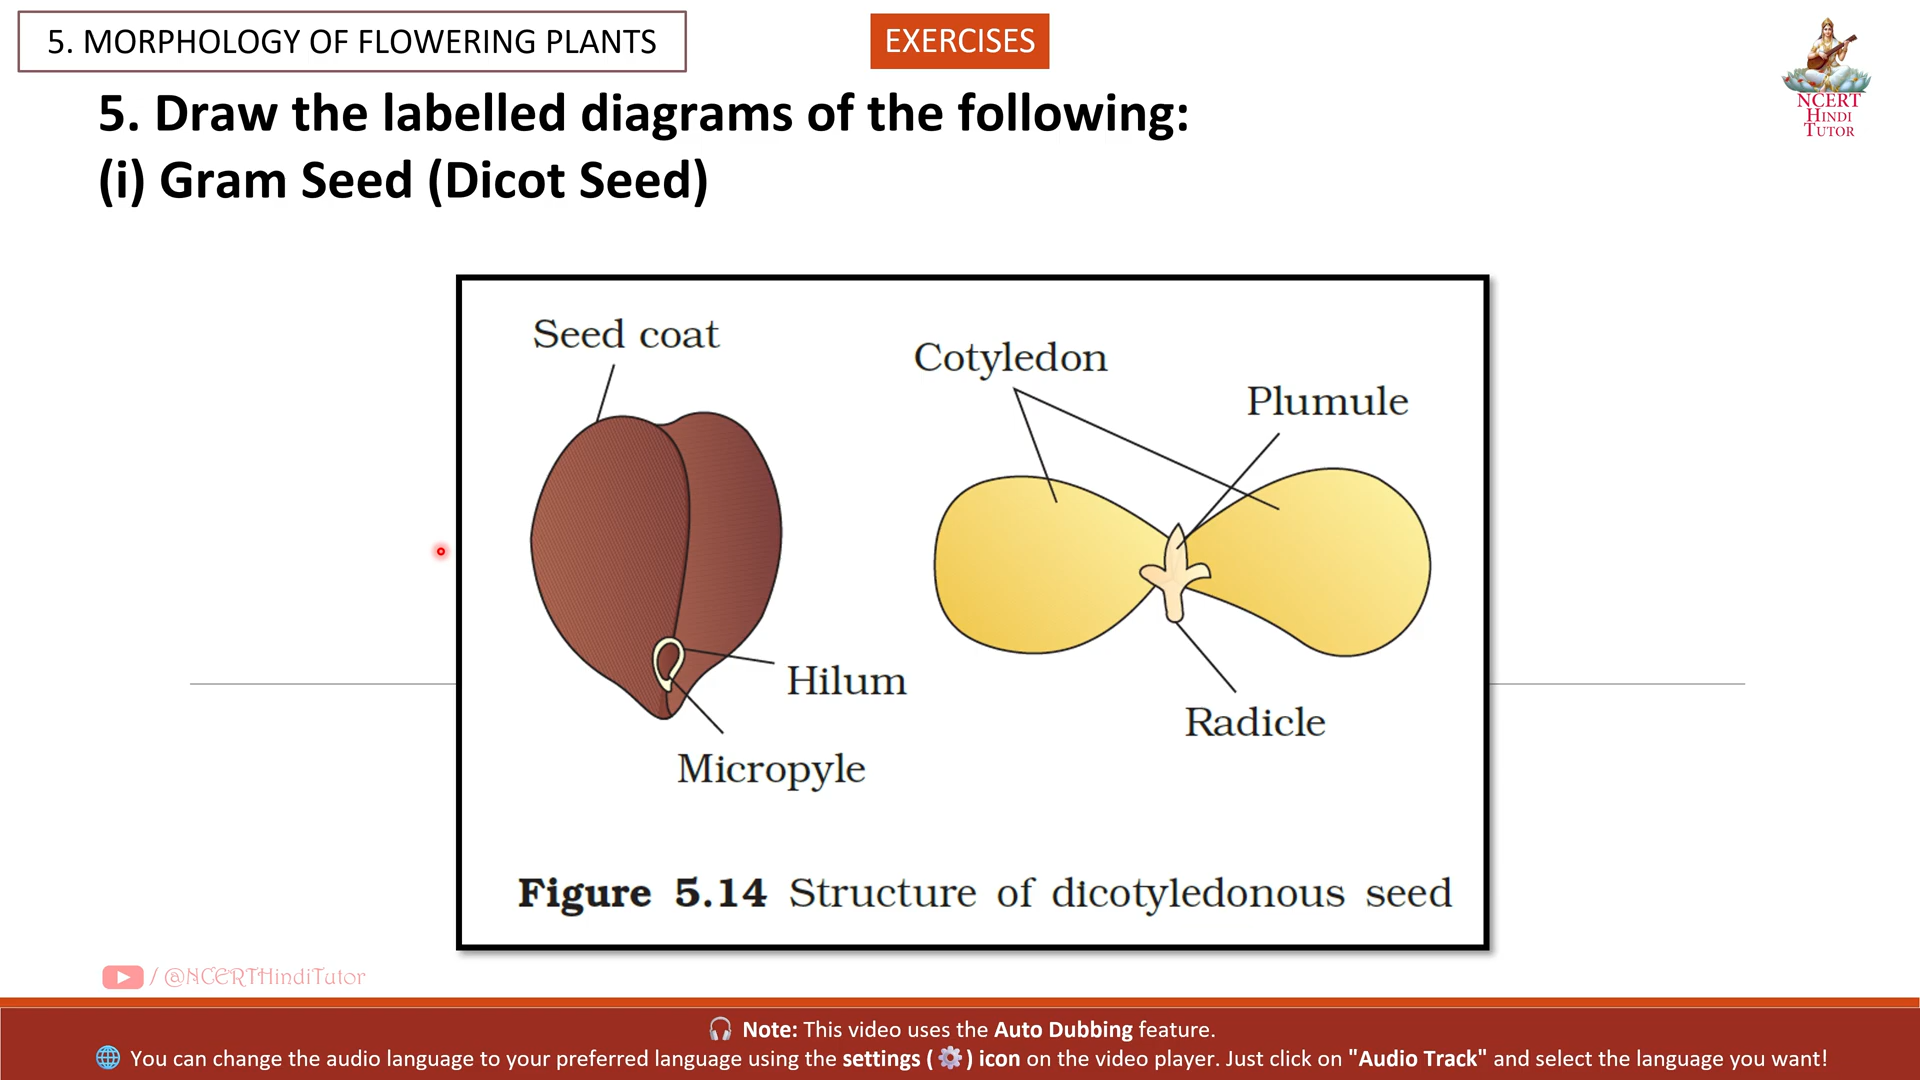 5. MORPHOLOGY OF FLOWERING PLANTS
EXERCISES
NCERT
HINDI
TUTOR
5. Draw the labelled diagrams of the following:
(i) Gram Seed (Dicot Seed)
Seed coat
Cotyledon
Plumule
Hilum
Radicle
Micropyle
Figure 5.14 Structure of dicotyledonous seed
/ @NCERTHindiTutor
Note: This video uses the Auto Dubbing feature.
You can change the audio language to your preferred language using the settings ( ) icon on the video player. Just click on "Audio Track" and select the language you want!